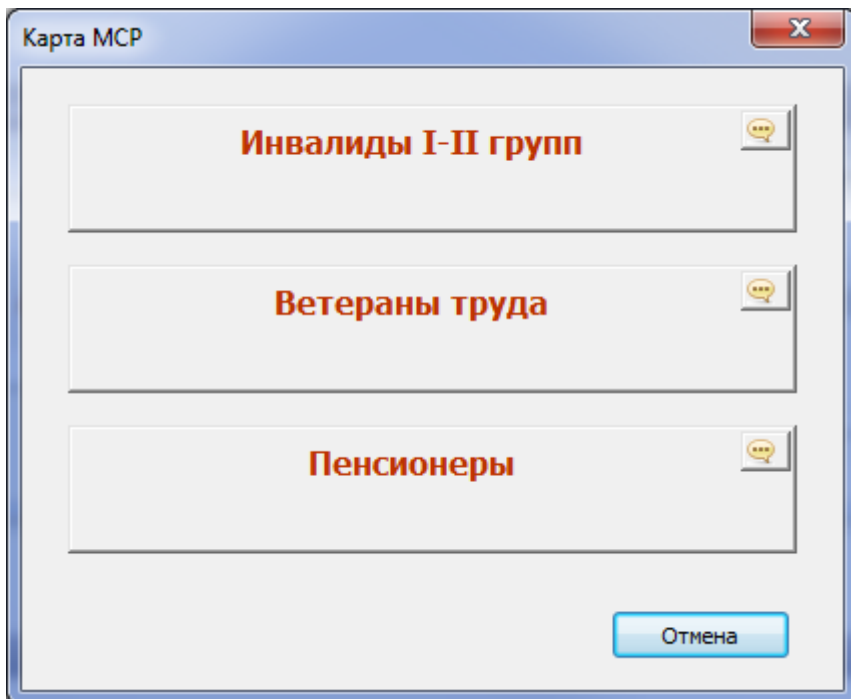 Карта МСР
Инвалиды I-II групп
Ветераны труда
Пенсионеры
Отмена